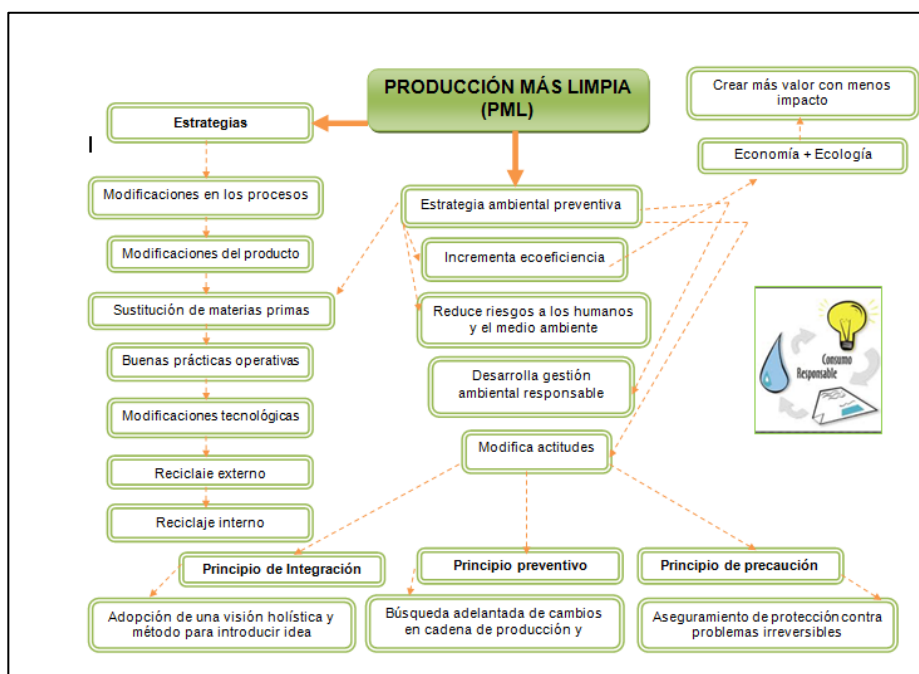 PRODUCCIÓN MÁS LIMPIA
(PML)
Estrategias
Modificaciones en los procesos
Modificaciones del producto
Sustitución de materias primas
Buenas prácticas operativas
Modificaciones tecnológicas
Reciclaje externo
Reciclaje interno
Estrategia ambiental preventiva
Incrementa ecoeficiencia
Reduce riesgos a los humanos
y el medio ambiente
Desarrolla gestión
ambiental responsable
Modifica actitudes
Crear más valor con menos
impacto
Economía + Ecología
Consumo
Responsable
Principio de Integración
Adopción de una visión holística y
método para introducir idea
Principio preventivo
Búsqueda adelantada de cambios
en cadena de producción y
Principio de precaución
Aseguramiento de protección contra
problemas irreversibles